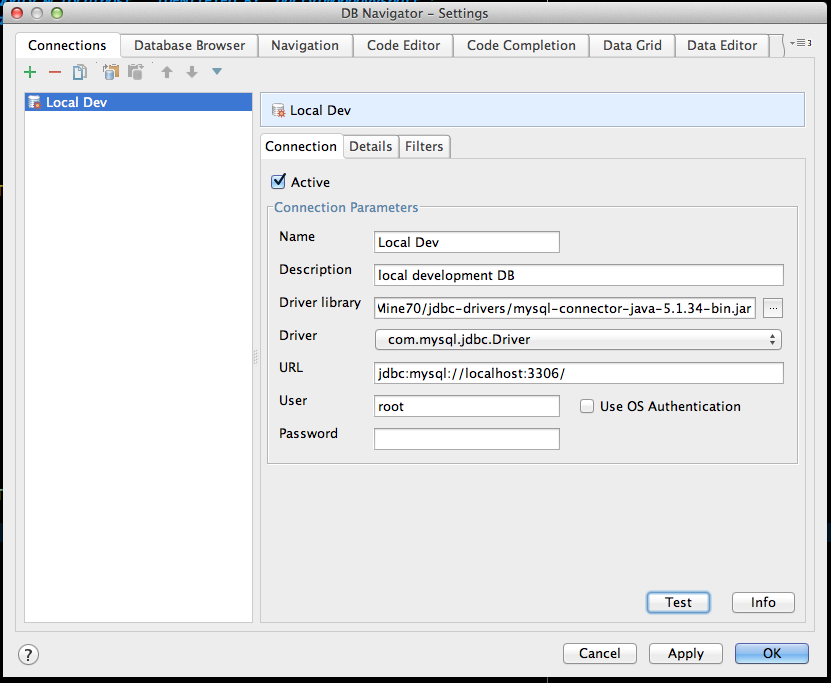 DB Navigator – Settings
Connections Database Browser Navigation Code Editor Code Completion Data Grid Data Editor 3
Local Dev
Local Dev
Connection Details Filters
Active
Connection Parameters
Name Local Dev
Description local development DB
Driver library Mine70/jdbc-drivers/mysql-connector-java-5.1.34-bin.jar ...
Driver com.mysql.jdbc.Driver
URL jdbc:mysql://localhost:3306/
User root Use OS Authentication
Password
Test Info
? Cancel Apply OK